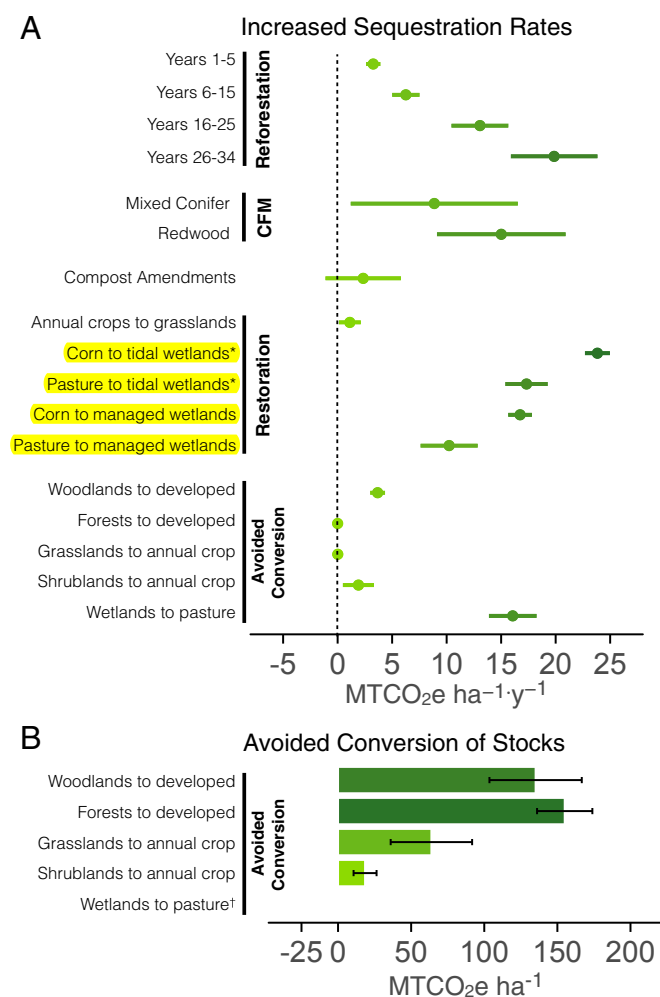 A
Increased Sequestration Rates
Years 1-5
Years 6-15
Years 16-25
Years 26-34
Reforestation
Mixed Conifer
Redwood
CFM
Compost Amendments
Annual crops to grasslands
Corn to tidal wetlands*
Pasture to tidal wetlands*
Corn to managed wetlands
Pasture to managed wetlands
Restoration
Woodlands to developed
Forests to developed
Grasslands to annual crop
Shrublands to annual crop
Wetlands to pasture
Avoided
Conversion
-5 0 5 10 15 20 25
MTCO₂e ha⁻¹·y⁻¹
B
Avoided Conversion of Stocks
Woodlands to developed
Forests to developed
Grasslands to annual crop
Shrublands to annual crop
Wetlands to pasture†
Avoided
Conversion
-25 0 50 100 150 200
MTCO₂e ha⁻¹